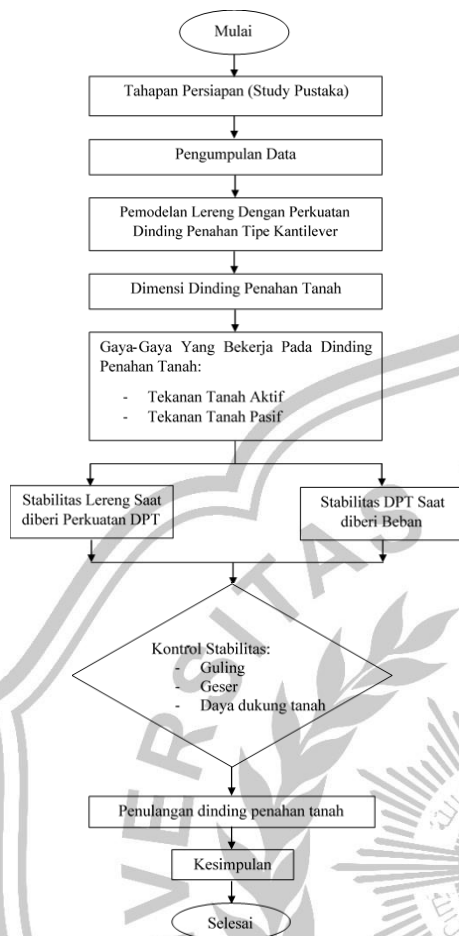 Mulai
Tahapan Persiapan (Study Pustaka)
Pengumpulan Data
Pemodelan Lereng Dengan Perkuatan
Dinding Penahan Tipe Kantilever
Dimensi Dinding Penahan Tanah
Gaya-Gaya Yang Bekerja Pada Dinding
Penahan Tanah:
- Tekanan Tanah Aktif
- Tekanan Tanah Pasif
Stabilitas Lereng Saat
diberi Perkuatan DPT
Stabilitas DPT Saat
diberi Beban
Kontrol Stabilitas:
- Guling
- Geser
- Daya dukung tanah
Penulangan dinding penahan tanah
Kesimpulan
Selesai
VERSITAS